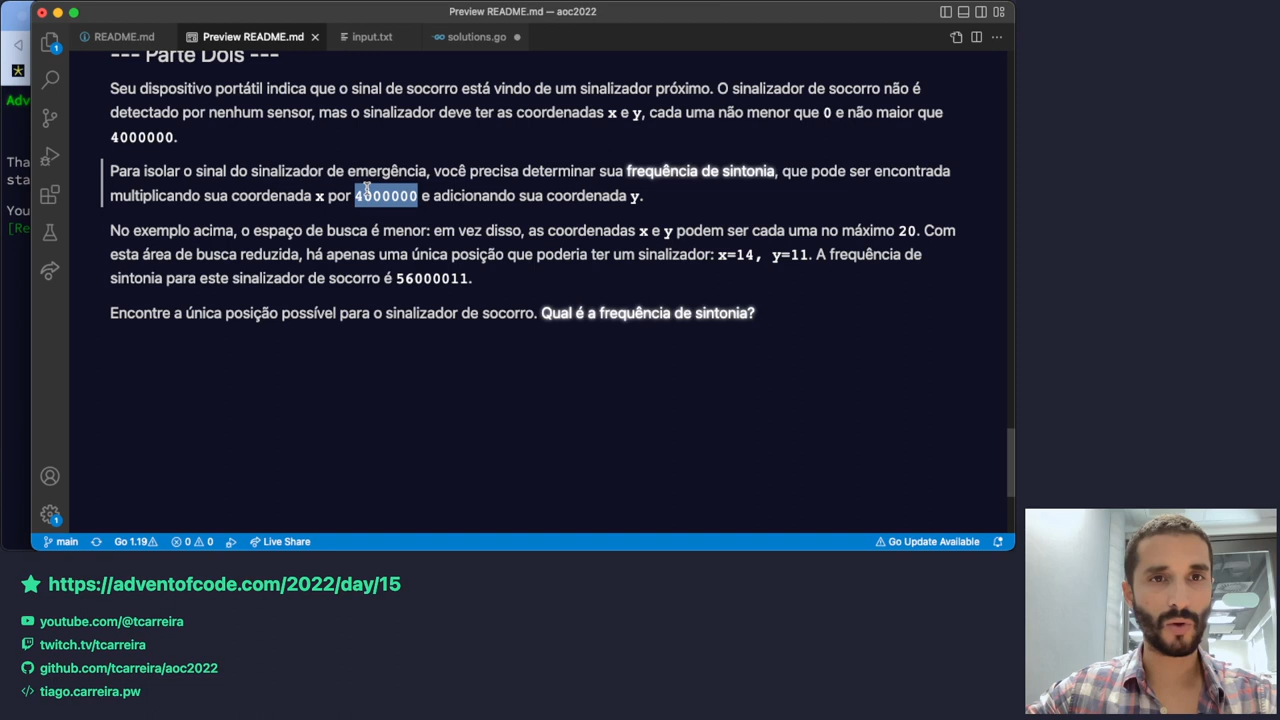 Preview README.md — aoc2022
README.md
Preview README.md
input.txt
solutions.go
--- Parte Dois ---
Seu dispositivo portátil indica que o sinal de socorro está vindo de um sinalizador próximo. O sinalizador de socorro não é
detectado por nenhum sensor, mas o sinalizador deve ter as coordenadas x e y, cada uma não menor que 0 e não maior que
4000000.
Para isolar o sinal do sinalizador de emergência, você precisa determinar sua frequência de sintonia, que pode ser encontrada
multiplicando sua coordenada x por 4000000 e adicionando sua coordenada y.
No exemplo acima, o espaço de busca é menor: em vez disso, as coordenadas x e y podem ser cada uma no máximo 20. Com
esta área de busca reduzida, há apenas uma única posição que poderia ter um sinalizador: x=14, y=11. A frequência de
sintonia para este sinalizador de socorro é 56000011.
Encontre a única posição possível para o sinalizador de socorro. Qual é a frequência de sintonia?
Adv
Tha
sta
You
[Re
1
1
main
Go 1.19
0
0
Live Share
Go Update Available
https://adventofcode.com/2022/day/15
youtube.com/@tcarreira
twitch.tv/tcarreira
github.com/tcarreira/aoc2022
tiago.carreira.pw